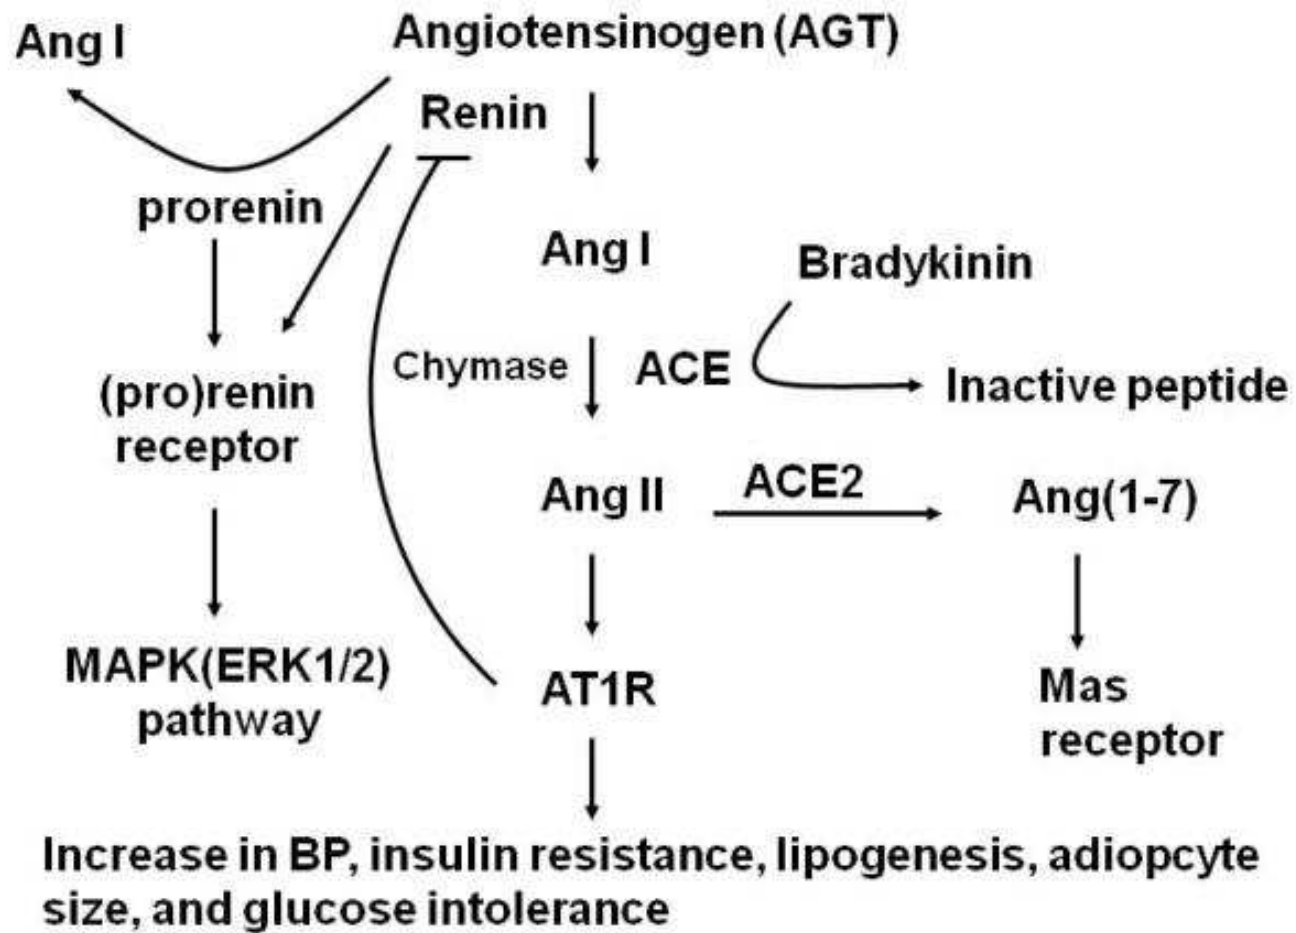 Ang I
Angiotensinogen (AGT)
Renin
prorenin
Ang I
Bradykinin
Chymase
ACE
Inactive peptide
(pro)renin
receptor
Ang II
ACE2
Ang(1-7)
MAPK(ERK1/2)
pathway
AT1R
Mas
receptor
Increase in BP, insulin resistance, lipogenesis, adiopcyte
size, and glucose intolerance